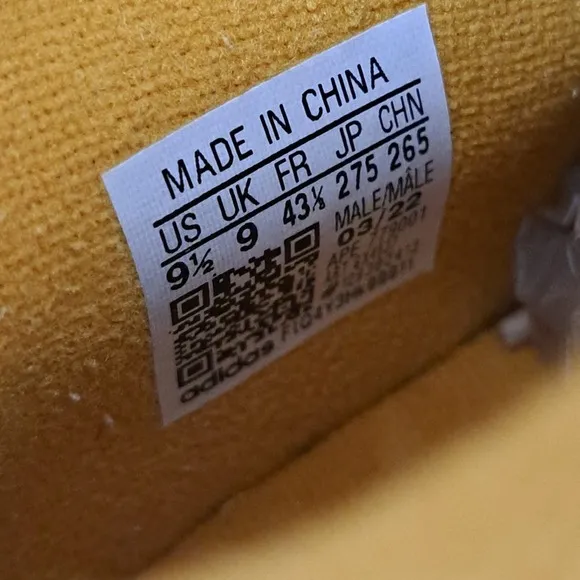 MADE IN CHINA
US UK FR JP CHN
9½ 9 43⅓ 275 265
MALE/MÂLE
03/22
adidas